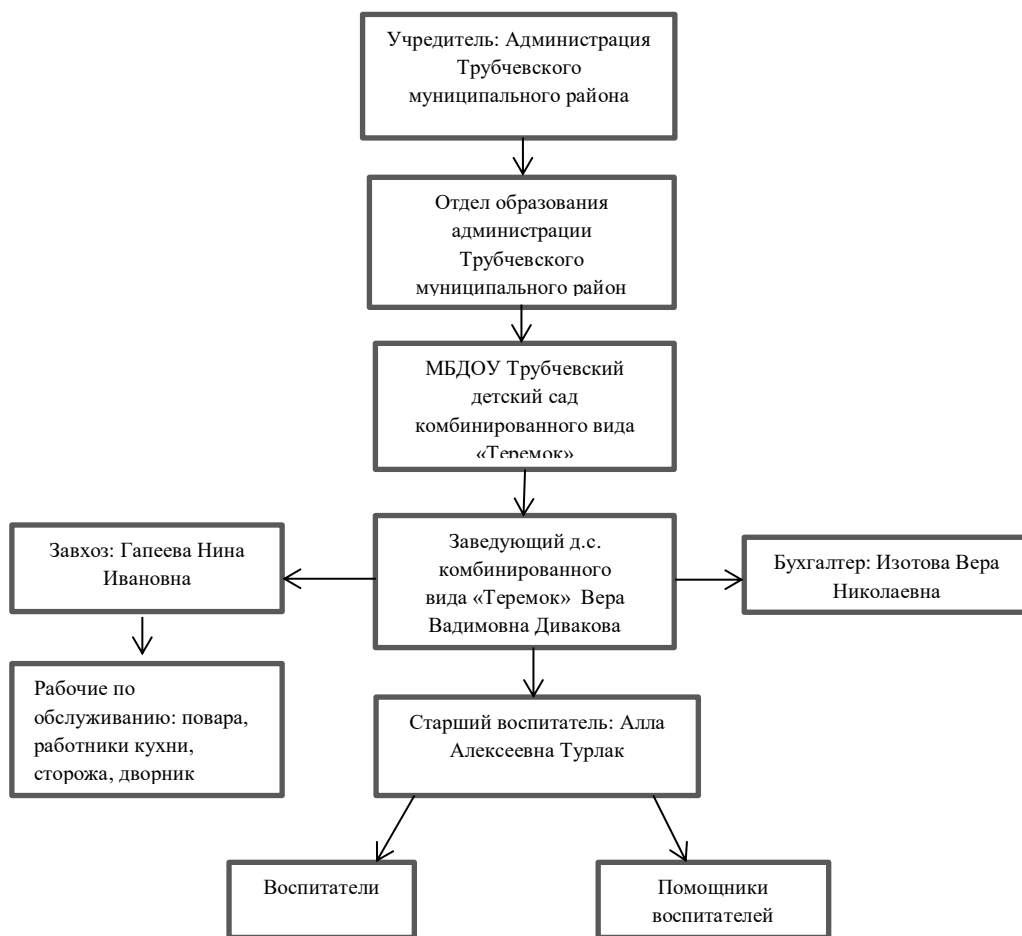 Учредитель: Администрация
Трубчевского
муниципального района
Отдел образования
администрации
Трубчевского
муниципального район
МБДОУ Трубчевский
детский сад
комбинированного вида
«Теремок»
Завхоз: Гапеева Нина
Ивановна
Заведующий д.с.
комбинированного
вида «Теремок» Вера
Вадимовна Дивакова
Бухгалтер: Изотова Вера
Николаевна
Рабочие по
обслуживанию: повара,
работники кухни,
сторожа, дворник
Старший воспитатель: Алла
Алексеевна Турлак
Воспитатели
Помощники
воспитателей